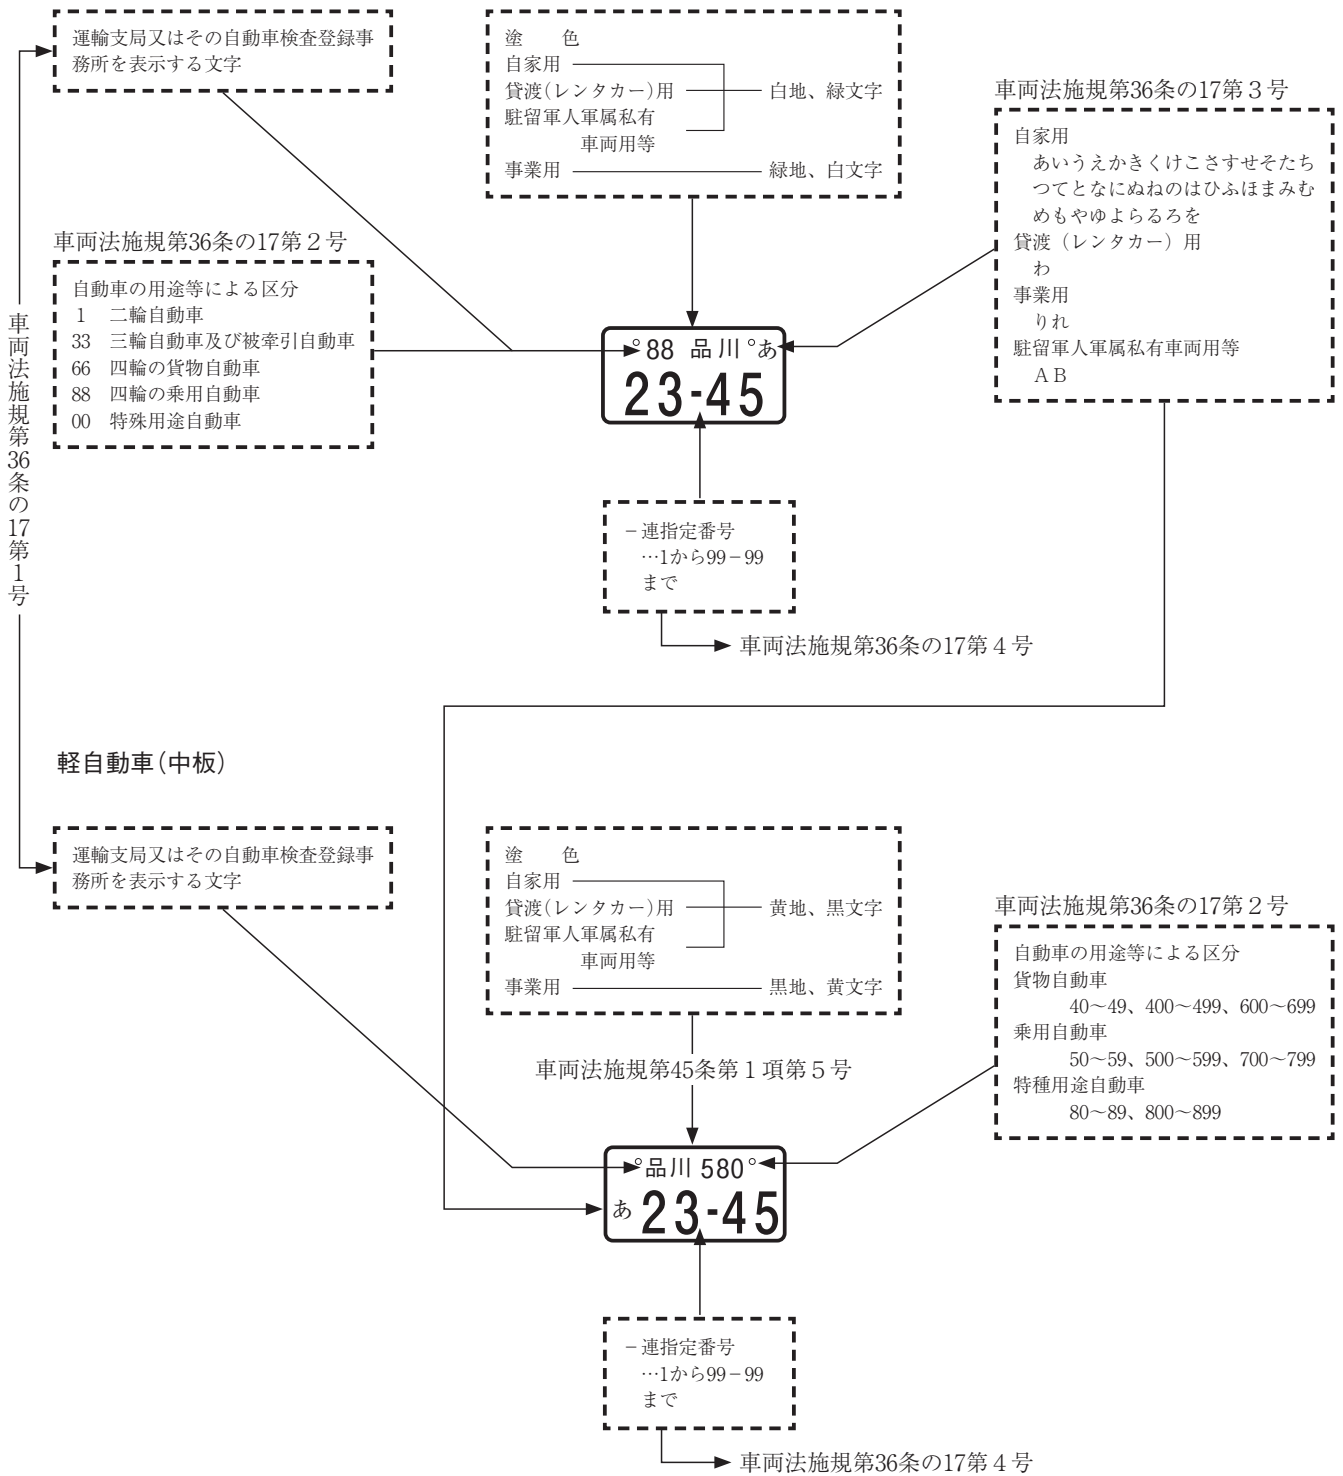 運輸支局又はその自動車検査登録事
務所を表示する文字
塗　色
自家用
貸渡(レンタカー)用
白地、緑文字
駐留軍人軍属私有
車両用等
事業用
緑地、白文字
車両法施規第36条の17第３号
自家用
あいうえかきくけこさすせそたち
つてとなにぬねのはひふほまみむ
めもやゆよらるろを
貸渡（レンタカー）用
わ
事業用
りれ
駐留軍人軍属私有車両用等
ＡＢ
車両法施規第36条の17第２号
自動車の用途等による区分
1　二輪自動車
33　三輪自動車及び被牽引自動車
66　四輪の貨物自動車
88　四輪の乗用自動車
00　特殊用途自動車
車両法施規第36条の17第１号
88 品川 あ
23-45
－連指定番号
…1から99－99
まで
車両法施規第36条の17第４号
軽自動車(中板)
運輸支局又はその自動車検査登録事
務所を表示する文字
塗　色
自家用
貸渡(レンタカー)用
黄地、黒文字
駐留軍人軍属私有
車両用等
事業用
黒地、黄文字
車両法施規第45条第１項第５号
車両法施規第36条の17第２号
自動車の用途等による区分
貨物自動車
40～49、400～499、600～699
乗用自動車
50～59、500～599、700～799
特種用途自動車
80～89、800～899
品川 580
あ 23-45
－連指定番号
…1から99－99
まで
車両法施規第36条の17第４号